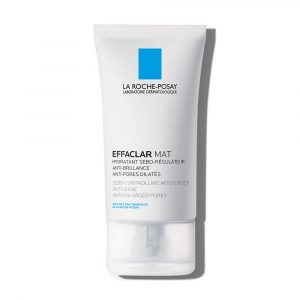 LA ROCHE-POSAY
LABORATOIRE DERMATOLOGIQUE
EFFACLAR MAT
HYDRATANT SÉBO-RÉGULATEUR
ANTI-BRILLANCE
ANTI-PORES DILATÉS
SEBO-CONTROLLING MOISTURIZER
ANTI-SHINE
ANTI-ENLARGED PORES